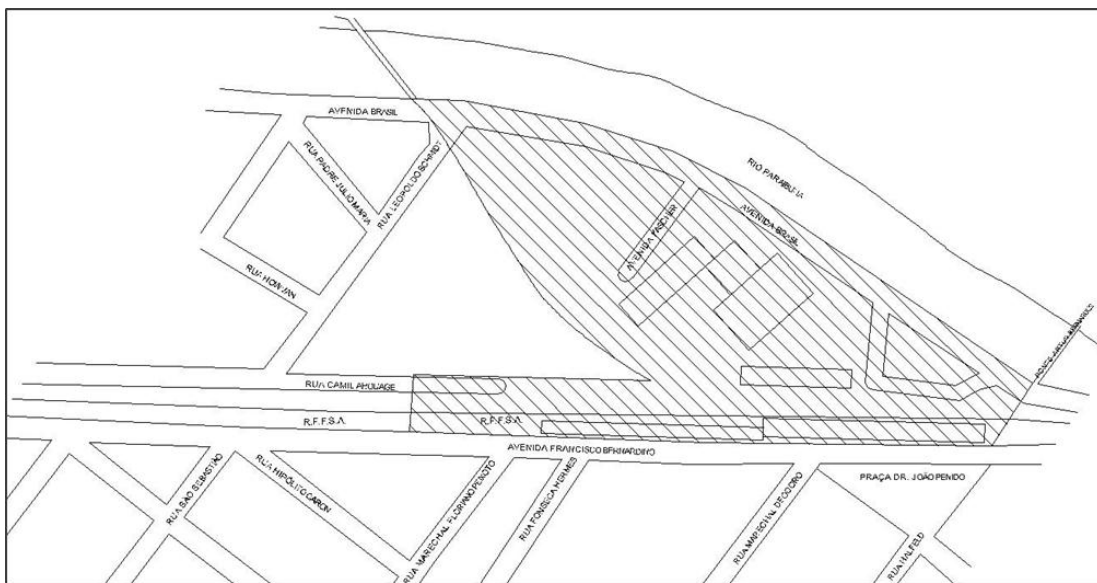 AVENIDA BRASIL
RUA PADRE JULIO MARIA
RUA LEOPOLDO SCHMIDT
RIO PARAIBUNA
AVENIDA PASCHER
AVENIDA BRASIL
RUA CAMIL AHOUAGE
R.F.F.S.A.
R.F.F.S.A.
AVENIDA FRANCISCO BERNARDINO
PRAÇA DR. JOÃO PENIDO
RUA SÃO SEBASTIÃO
RUA HIPÓLITO CARON
RUA MARECHAL FLORIANO PEIXOTO
RUA FONSECA HERMES
RUA MARECHAL DEODORO
RUA HALFELD